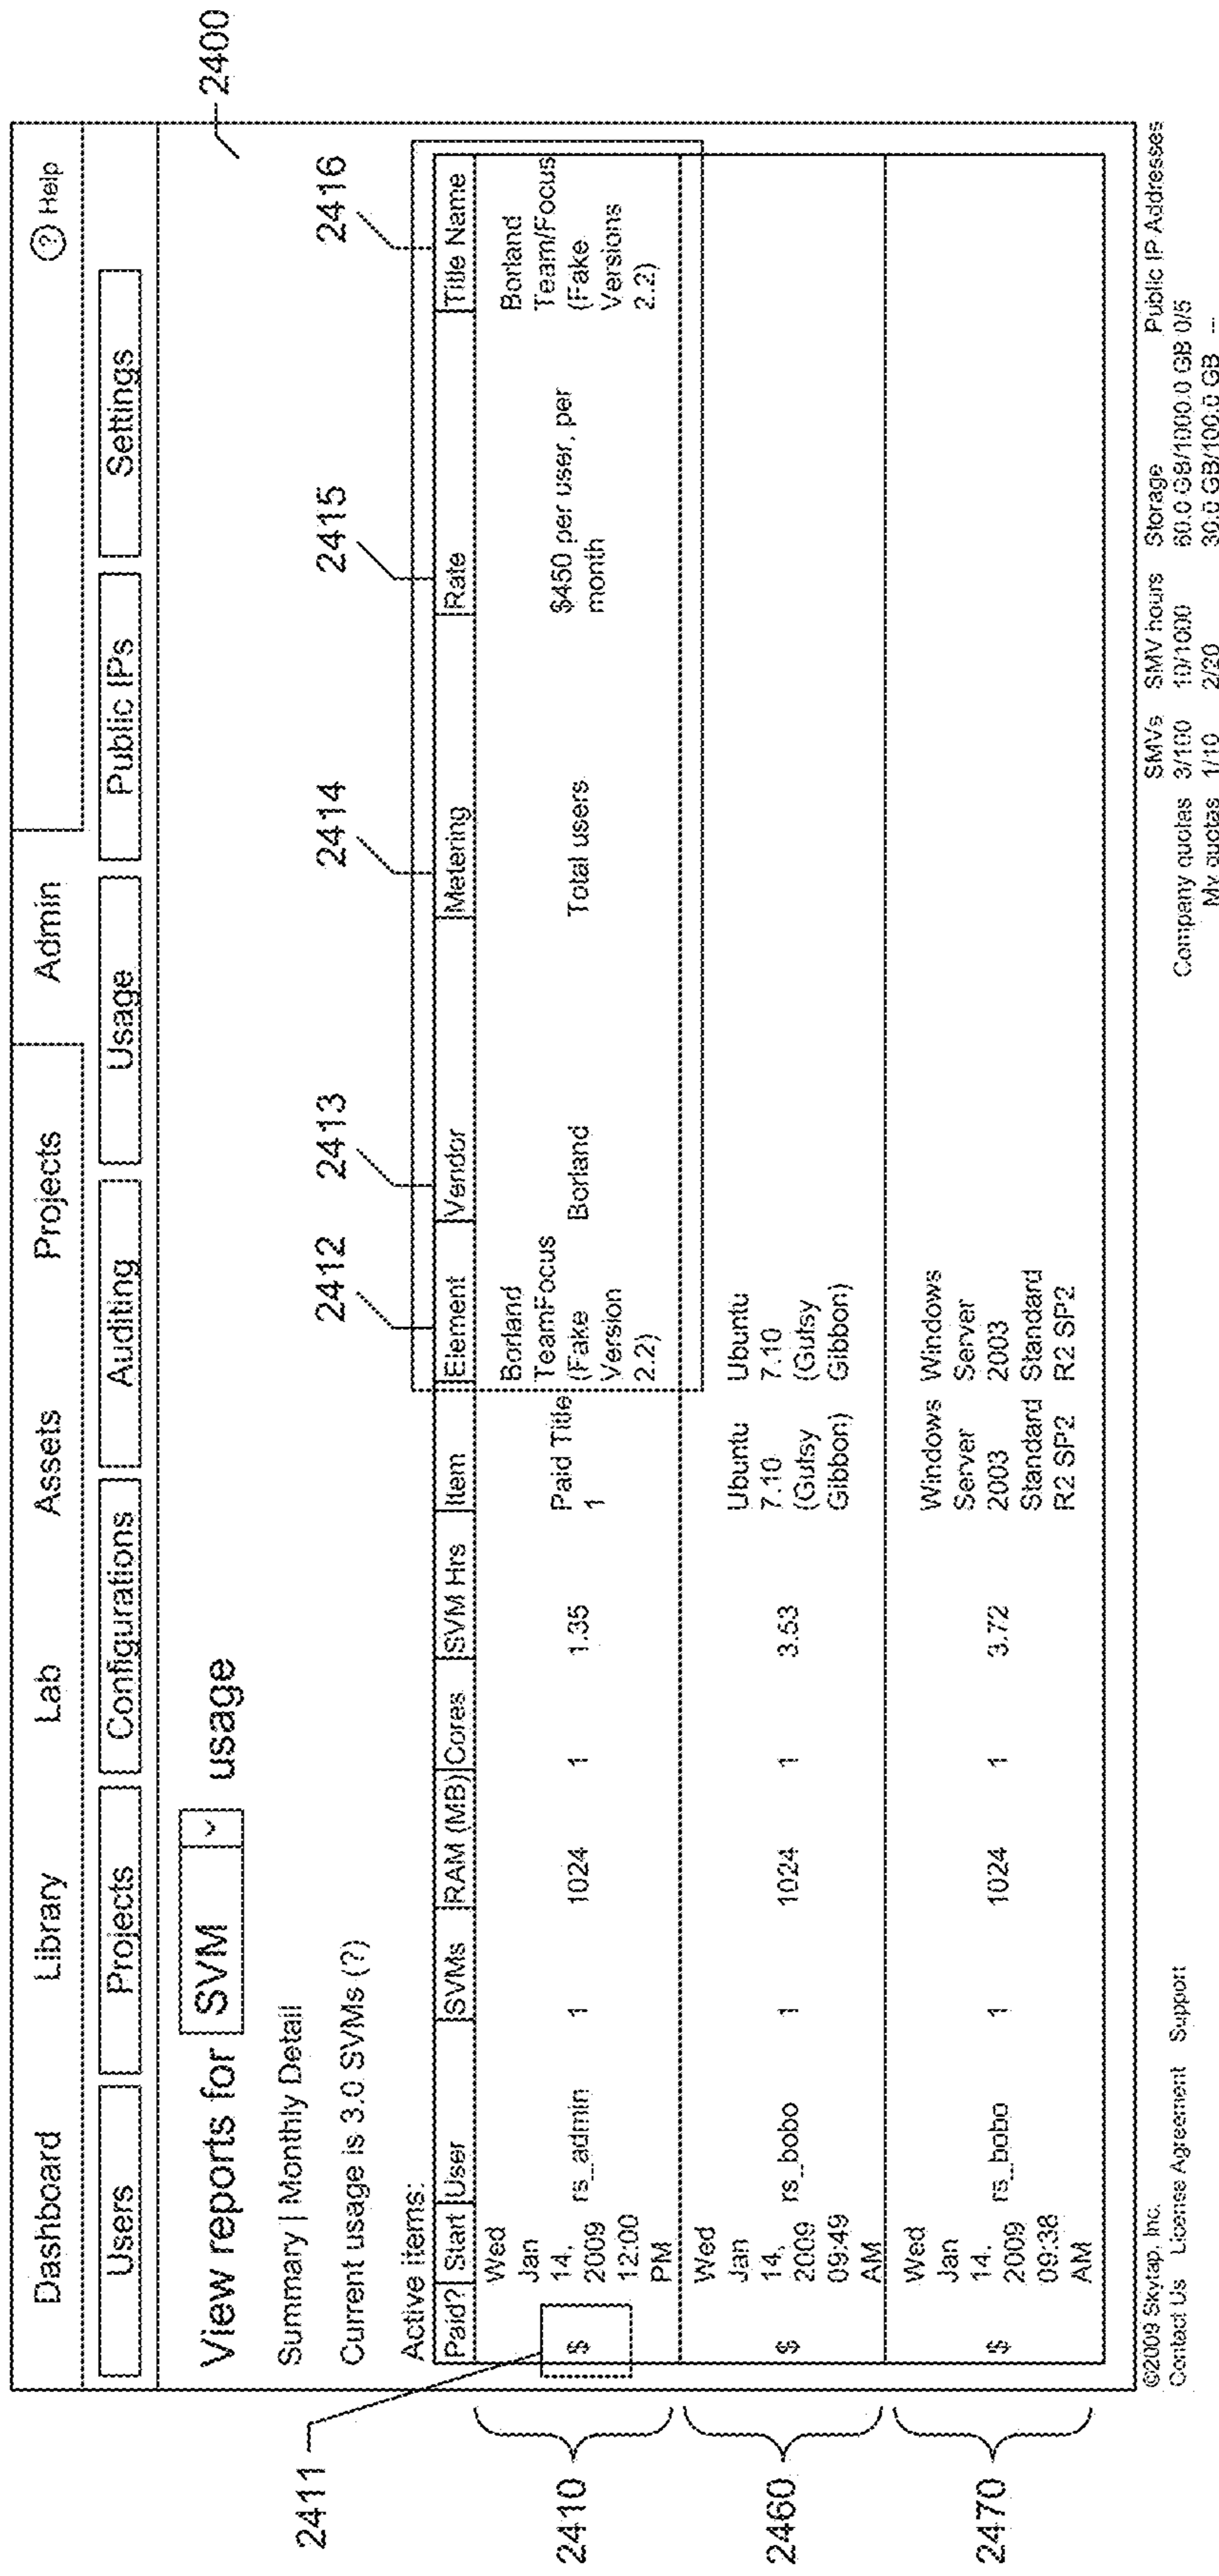 Dashboard Library Lab Assets Projects Admin (?) Help
Users Projects Configurations Auditing Usage Public IPs Settings
2400
View reports for SVM usage
Summary | Monthly Detail
Current usage is 3.0 SVMs (?)
2411 2412 2413 2414 2415 2416
Active items:
Paid? Start User SVMs RAM (MB) Cores SVM Hrs Item Element Vendor Metering Rate Title Name
2410
$
Wed
Jan
14,
2009
12:00
PM
rs_admin
1
1024
1
1.35
Paid Title
1
Borland
TeamFocus
(Fake
Version
2.2)
Borland
Total users
$450 per user, per
month
Borland
Team/Focus
(Fake
Versions
2.2)
2460
$
Wed
Jan
14,
2009
09:49
AM
rs_bobo
1
1024
1
3.53
Ubuntu
7.10
(Gutsy
Gibbon)
Ubuntu
7.10
(Gutsy
Gibbon)
2470
$
Wed
Jan
14,
2009
09:38
AM
rs_bobo
1
1024
1
3.72
Windows
Server
2003
Standard
R2 SP2
Windows
Server
2003
Standard
R2 SP2
©2009 Skytap, Inc.
Contact Us License Agreement Support
SMVs SMV hours Storage Public IP Addresses
Company quotas 3/100 10/1000 60.0 GB/1000.0 GB 0/5
My quotas 1/10 2/20 30.0 GB/100.0 GB --